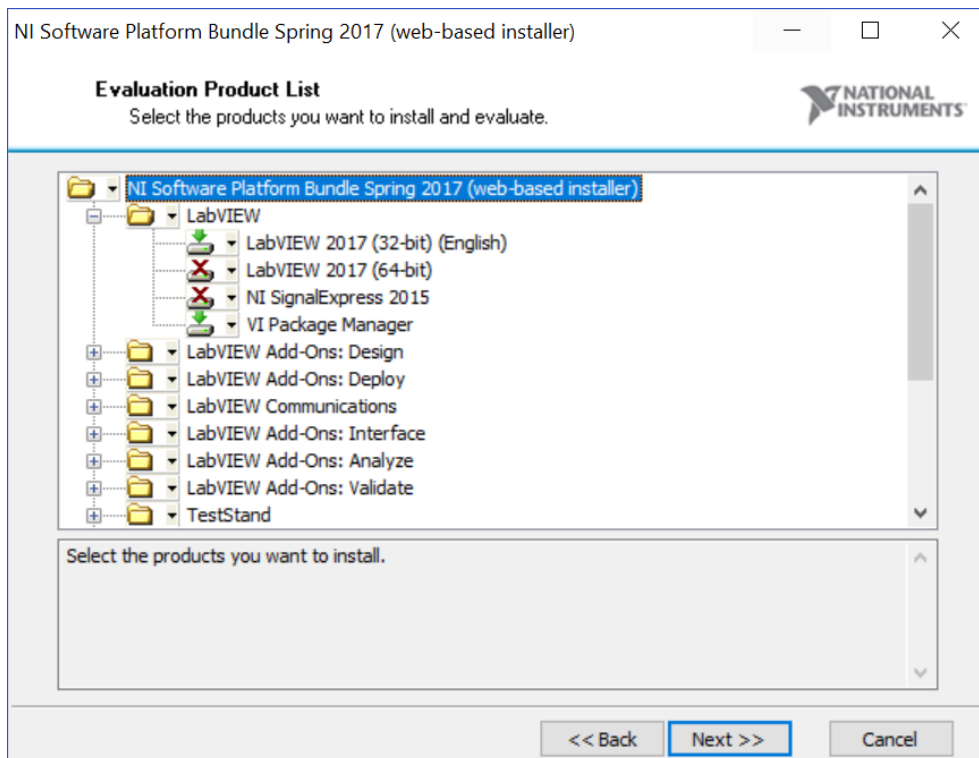 NI Software Platform Bundle Spring 2017 (web-based installer)
Evaluation Product List
Select the products you want to install and evaluate.
NATIONAL
INSTRUMENTS
NI Software Platform Bundle Spring 2017 (web-based installer)
LabVIEW
LabVIEW 2017 (32-bit) (English)
LabVIEW 2017 (64-bit)
NI SignalExpress 2015
VI Package Manager
LabVIEW Add-Ons: Design
LabVIEW Add-Ons: Deploy
LabVIEW Communications
LabVIEW Add-Ons: Interface
LabVIEW Add-Ons: Analyze
LabVIEW Add-Ons: Validate
TestStand
Select the products you want to install.
<< Back Next >> Cancel